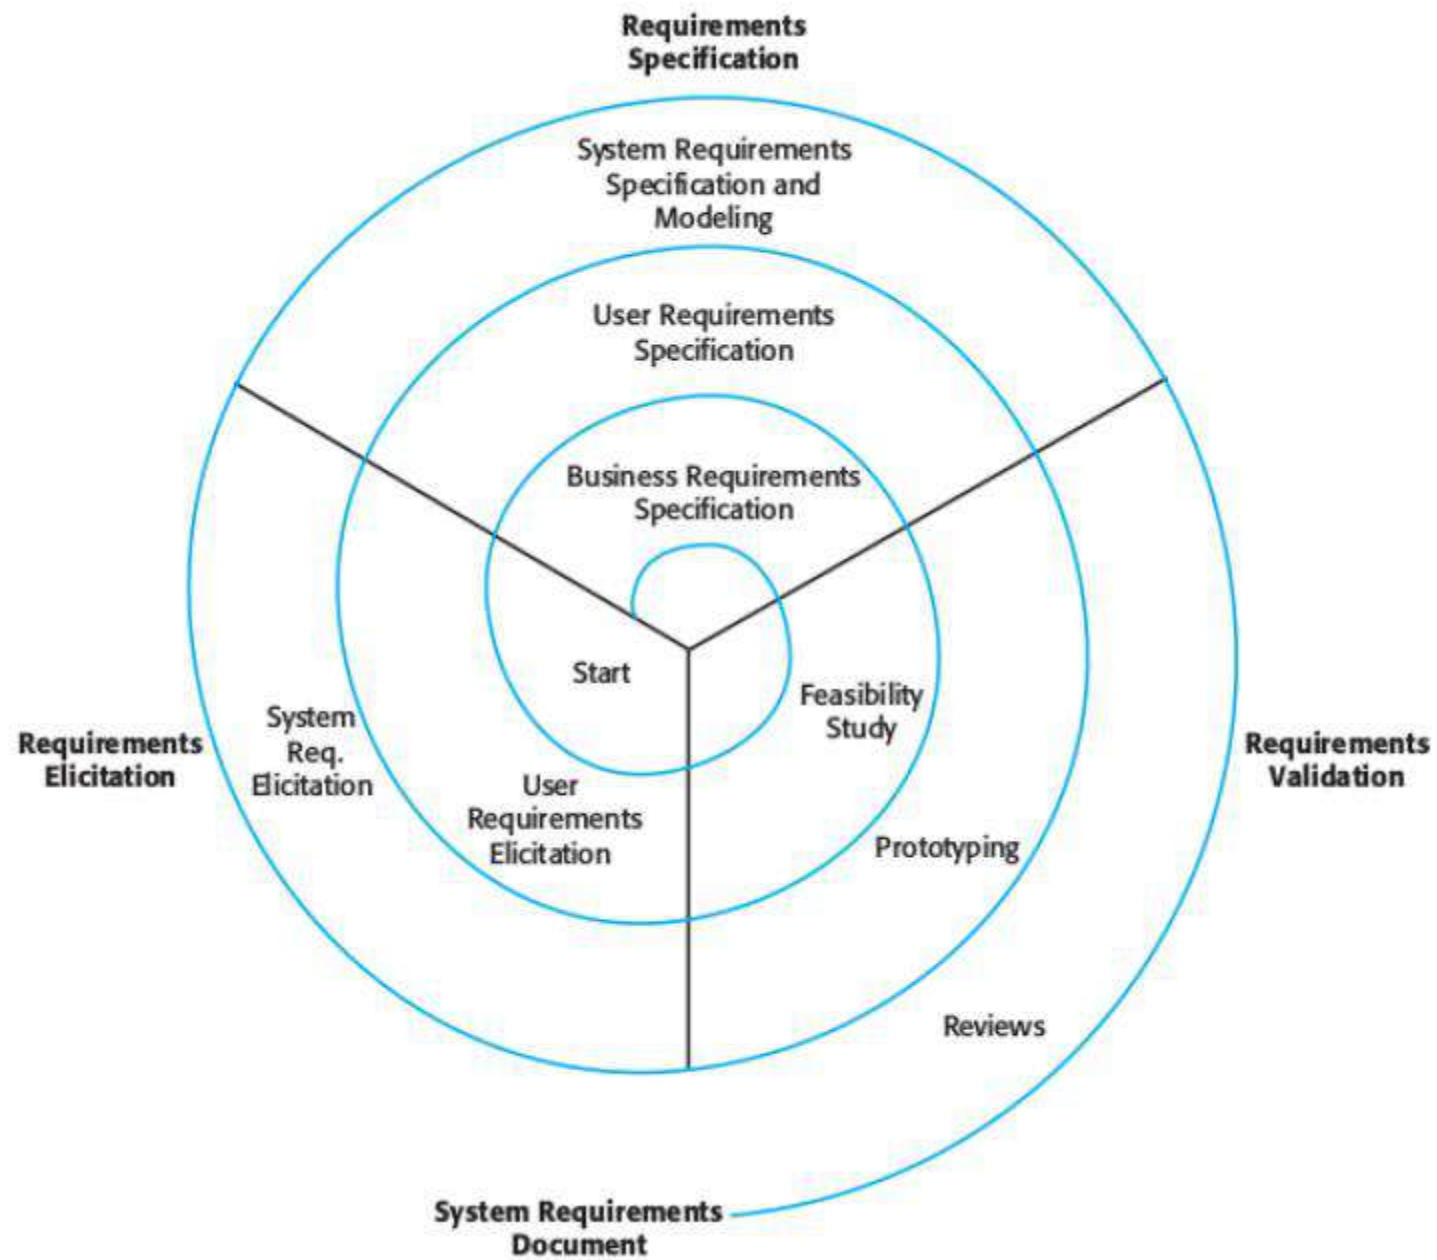 Requirements
Specification
System Requirements
Specification and
Modeling
User Requirements
Specification
Business Requirements
Specification
Start
Feasibility
Study
System
Req.
Elicitation
Requirements
Elicitation
Requirements
Validation
User
Requirements
Elicitation
Prototyping
Reviews
System Requirements
Document